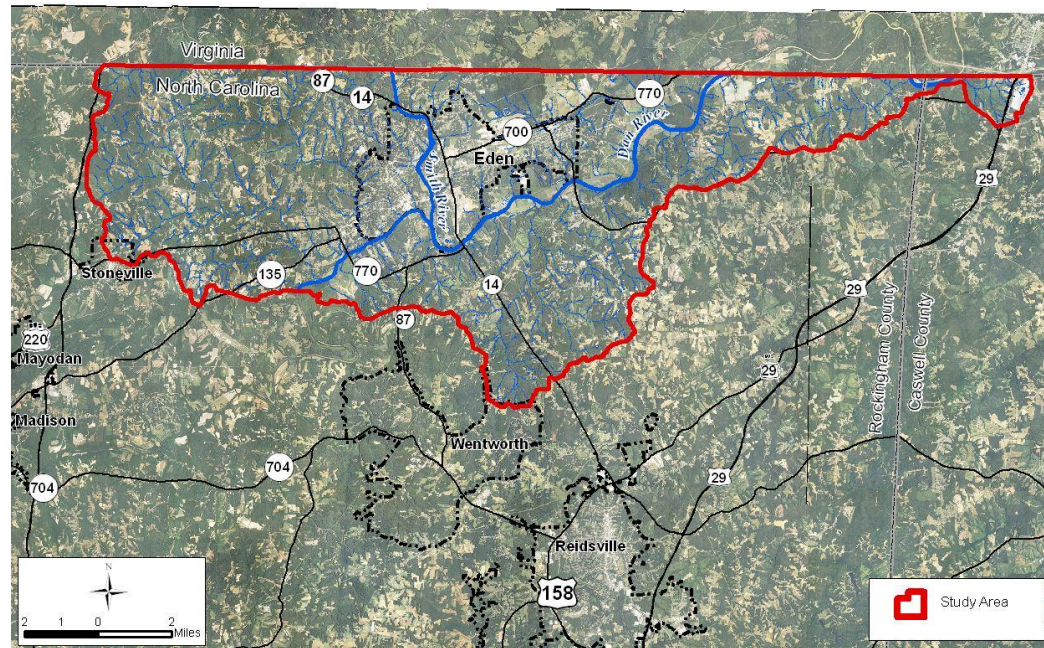 Virginia
North Carolina
87
14
770
700
Eden
Dan River
Smith River
29
Stoneville
135
770
14
87
29
220
Mayodan
Madison
29
Rockingham County
Caswell County
Wentworth
704
704
29
Reidsville
158
N
2 1 0 2
Miles
Study Area